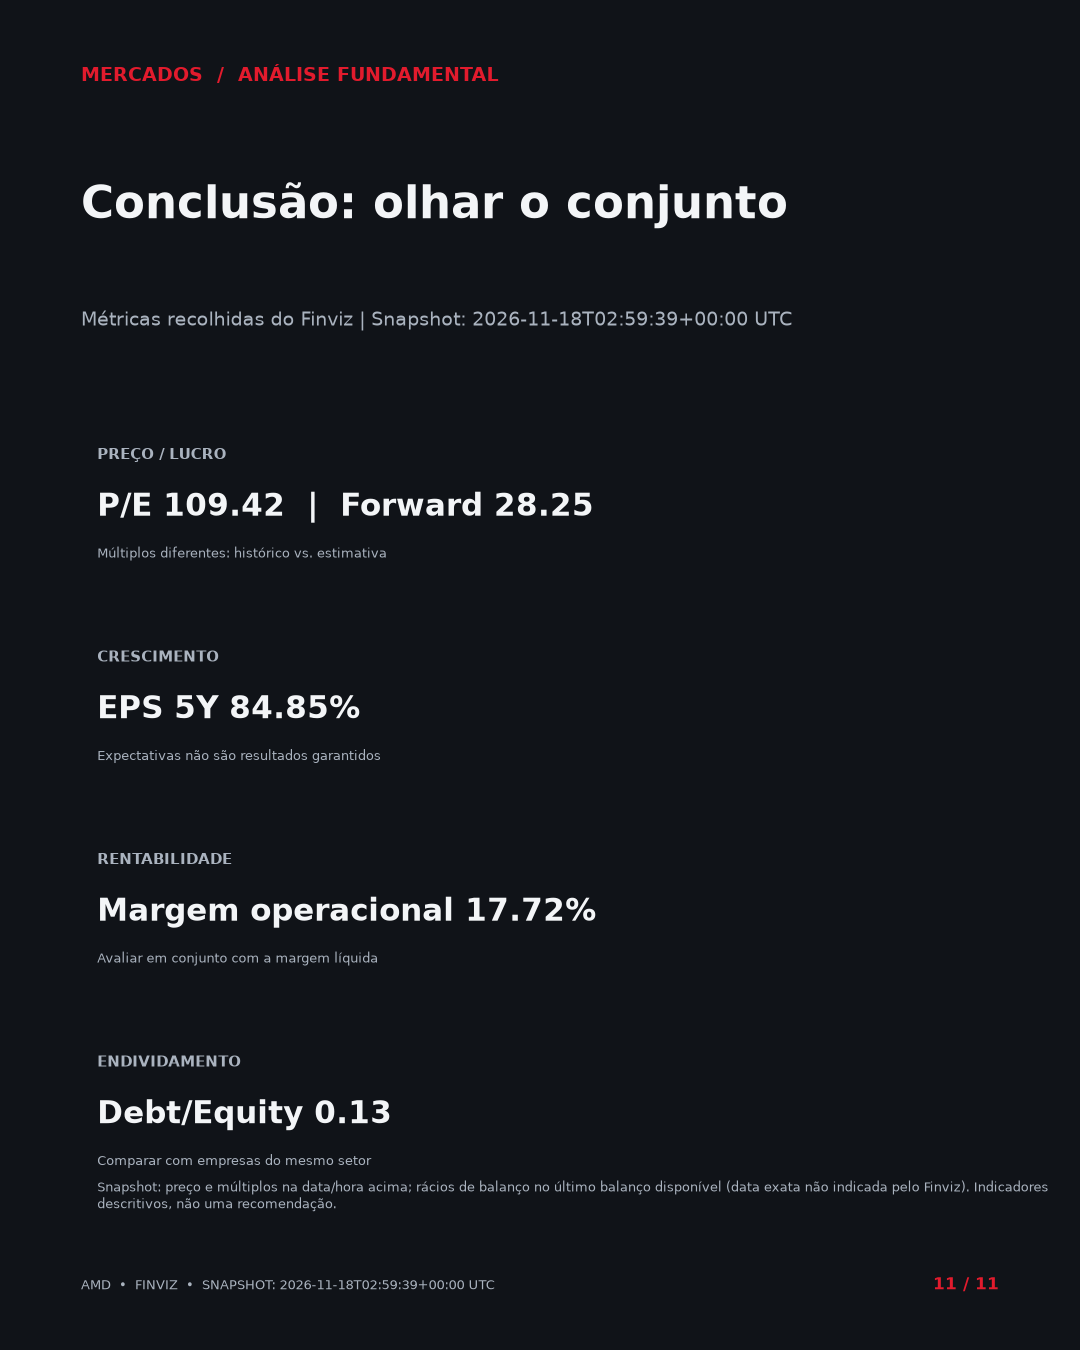 MERCADOS / ANÁLISE FUNDAMENTAL
Conclusão: olhar o conjunto
Métricas recolhidas do Finviz | Snapshot: 2026-11-18T02:59:39+00:00 UTC
PREÇO / LUCRO
P/E 109.42 | Forward 28.25
Múltiplos diferentes: histórico vs. estimativa
CRESCIMENTO
EPS 5Y 84.85%
Expectativas não são resultados garantidos
RENTABILIDADE
Margem operacional 17.72%
Avaliar em conjunto com a margem líquida
ENDIVIDAMENTO
Debt/Equity 0.13
Comparar com empresas do mesmo setor
Snapshot: preço e múltiplos na data/hora acima; rácios de balanço no último balanço disponível (data exata não indicada pelo Finviz). Indicadores
descritivos, não uma recomendação.
AMD • FINVIZ • SNAPSHOT: 2026-11-18T02:59:39+00:00 UTC
11 / 11